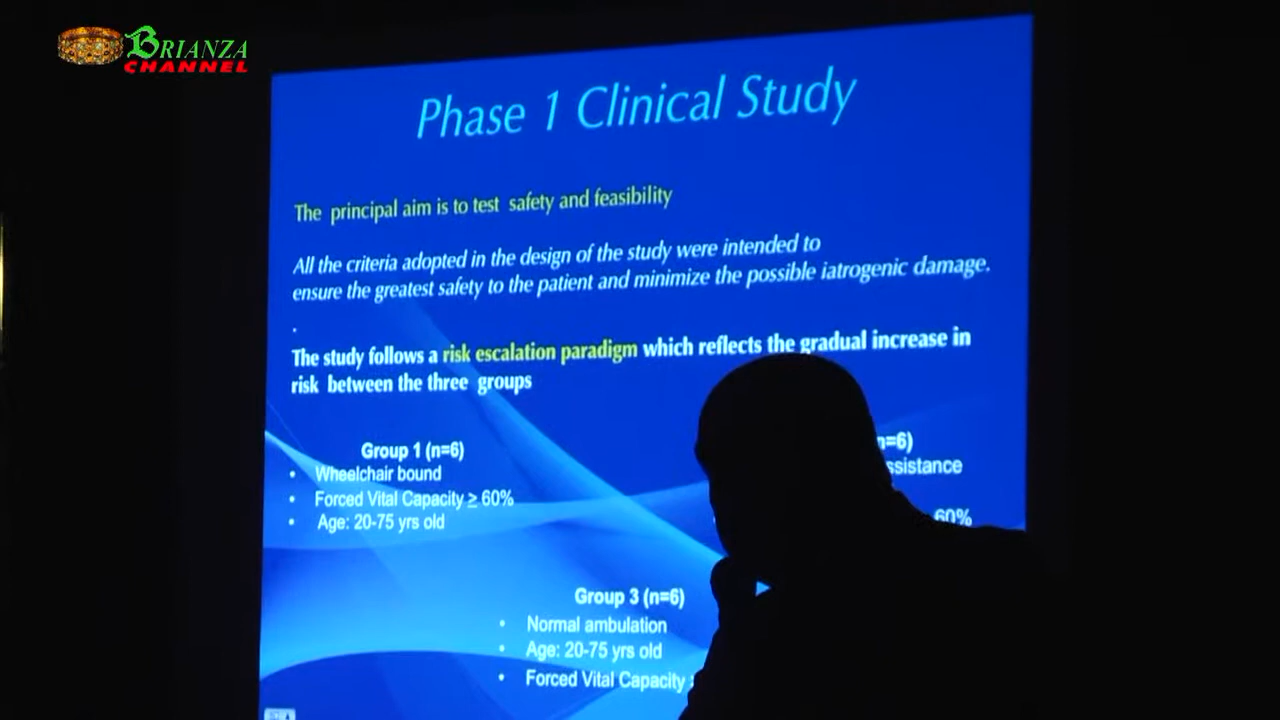 BRIANZA
CHANNEL
Phase 1 Clinical Study
The principal aim is to test safety and feasibility
All the criteria adopted in the design of the study were intended to
ensure the greatest safety to the patient and minimize the possible iatrogenic damage.
.
The study follows a risk escalation paradigm which reflects the gradual increase in
risk between the three groups
Group 1 (n=6)
• Wheelchair bound
• Forced Vital Capacity ≥ 60%
• Age: 20-75 yrs old
n=6)
ssistance
60%
Group 3 (n=6)
• Normal ambulation
• Age: 20-75 yrs old
• Forced Vital Capacity